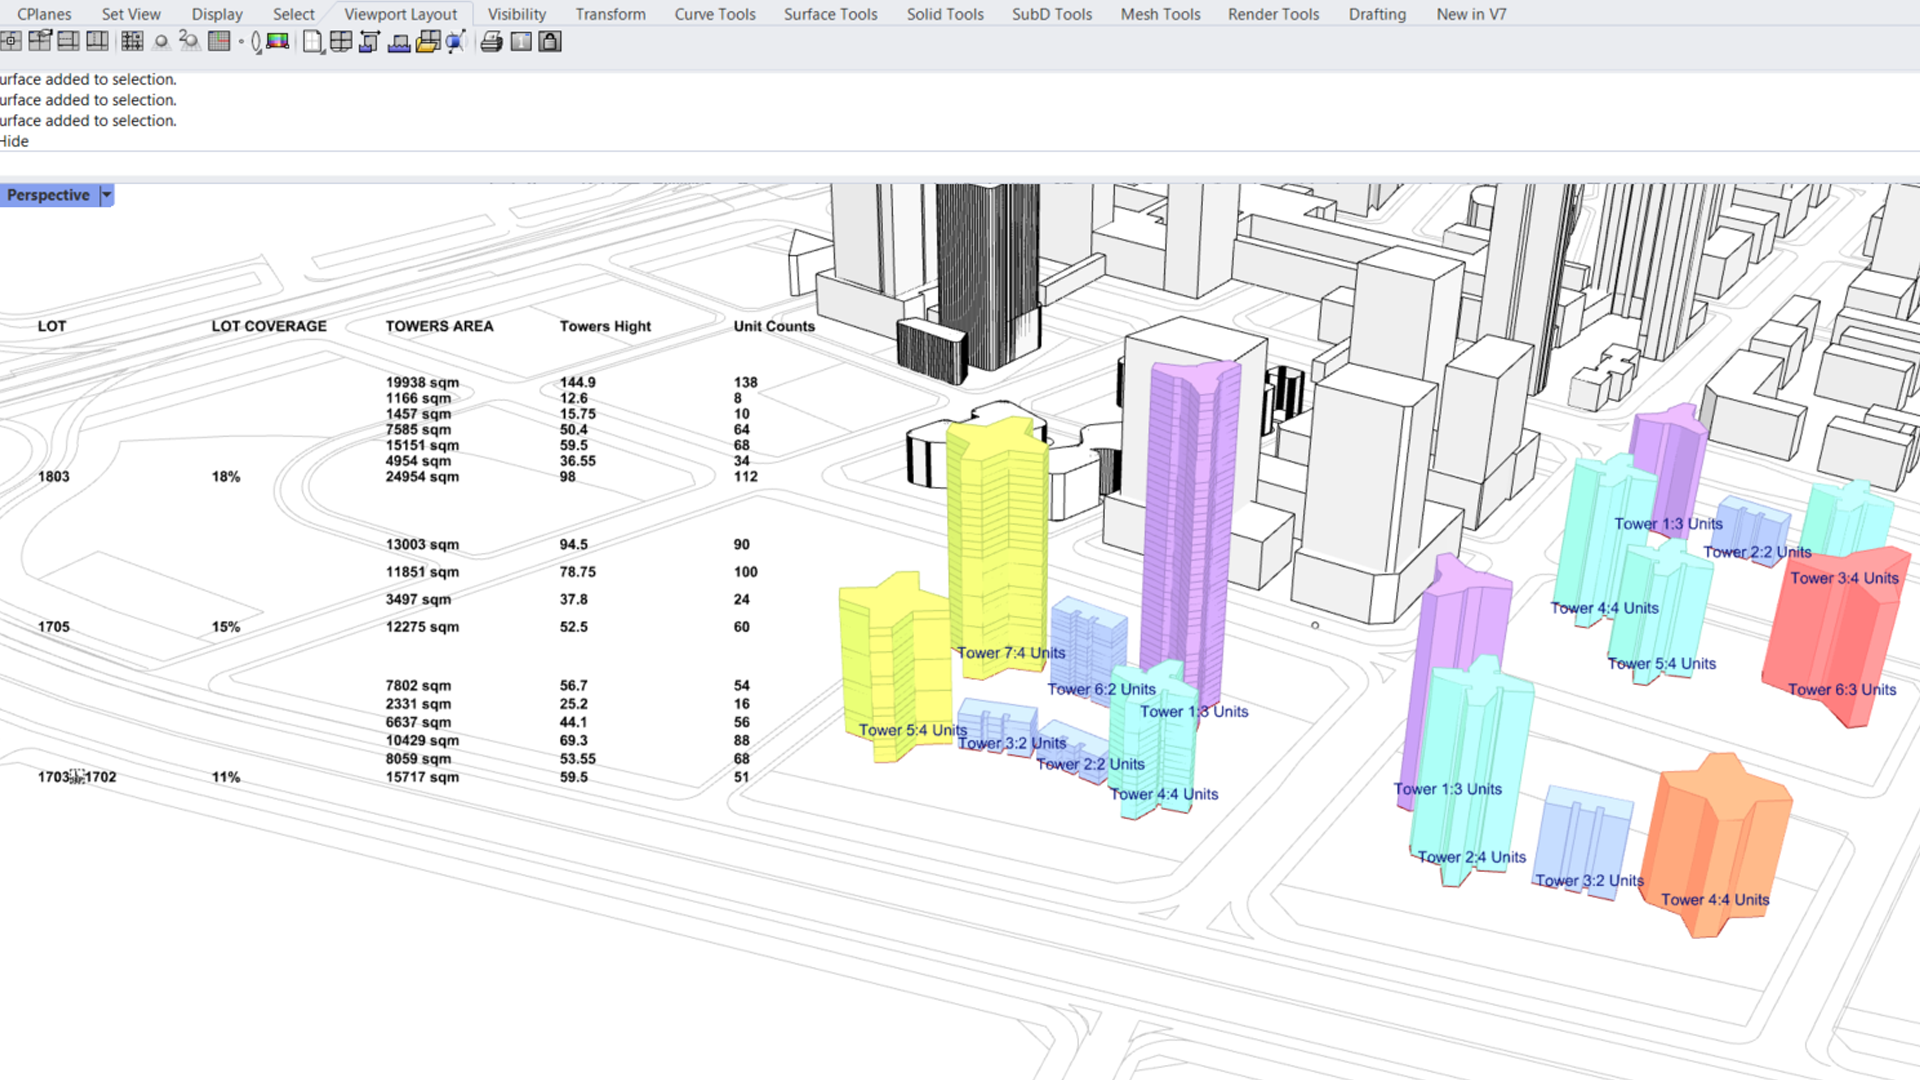 CPlanes Set View Display Select Viewport Layout Visibility Transform Curve Tools Surface Tools Solid Tools SubD Tools Mesh Tools Render Tools Drafting New in V7
urface added to selection.
urface added to selection.
urface added to selection.
Hide
Perspective
LOT LOT COVERAGE TOWERS AREA Towers Hight Unit Counts
19938 sqm 144.9 138
1166 sqm 12.6 8
1457 sqm 15.75 10
7585 sqm 50.4 64
15151 sqm 59.5 68
4954 sqm 36.55 34
1803 18% 24954 sqm 98 112
13003 sqm 94.5 90
11851 sqm 78.75 100
3497 sqm 37.8 24
1705 15% 12275 sqm 52.5 60
7802 sqm 56.7 54
2331 sqm 25.2 16
6637 sqm 44.1 56
10429 sqm 69.3 88
8059 sqm 53.55 68
1703 1702 11% 15717 sqm 59.5 51
Tower 7:4 Units
Tower 6:2 Units
Tower 1:3 Units
Tower 5:4 Units
Tower 3:2 Units
Tower 2:2 Units
Tower 4:4 Units
Tower 1:3 Units
Tower 2:2 Units
Tower 3:4 Units
Tower 4:4 Units
Tower 5:4 Units
Tower 6:3 Units
Tower 1:3 Units
Tower 2:4 Units
Tower 3:2 Units
Tower 4:4 Units